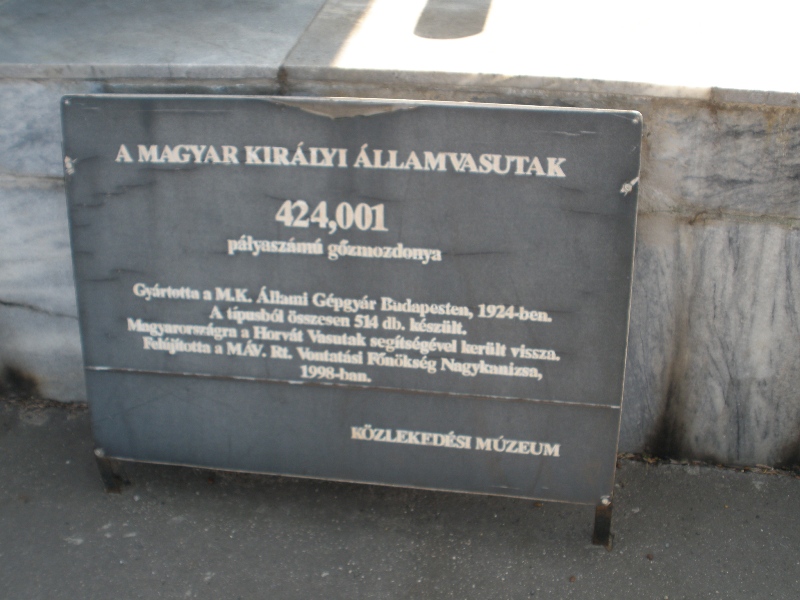 A MAGYAR KIRÁLYI ÁLLAMVASUTAK
424,001
pályaszámú gőzmozdonya
Gyártotta a M.K. Állami Gépgyár Budapesten, 1924-ben.
A típusból összesen 514 db. készült.
Magyarországra a Horvát Vasutak segítségével került vissza.
Felújította a MÁV. Rt. Vontatási Főnökség Nagykanizsa,
1998-ban.
KÖZLEKEDÉSI MÚZEUM